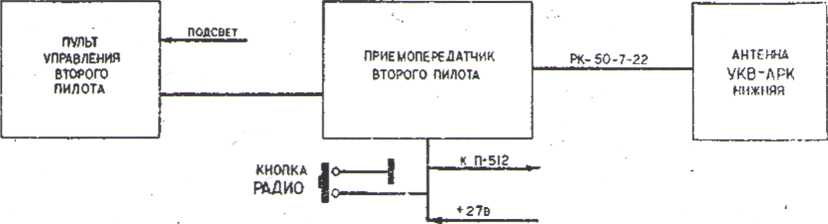 ПУЛЬТ
УПРАВЛЕНИЯ
ВТОРОГО
ПИЛОТА
ПОДСВЕТ
ПРИЕМОПЕРЕДАТЧИК
ВТОРОГО ПИЛОТА
РК-50-7-22
АНТЕННА
УКВ-АРК
НИЖНЯЯ
КНОПКА
РАДИО
К П-512
+27В